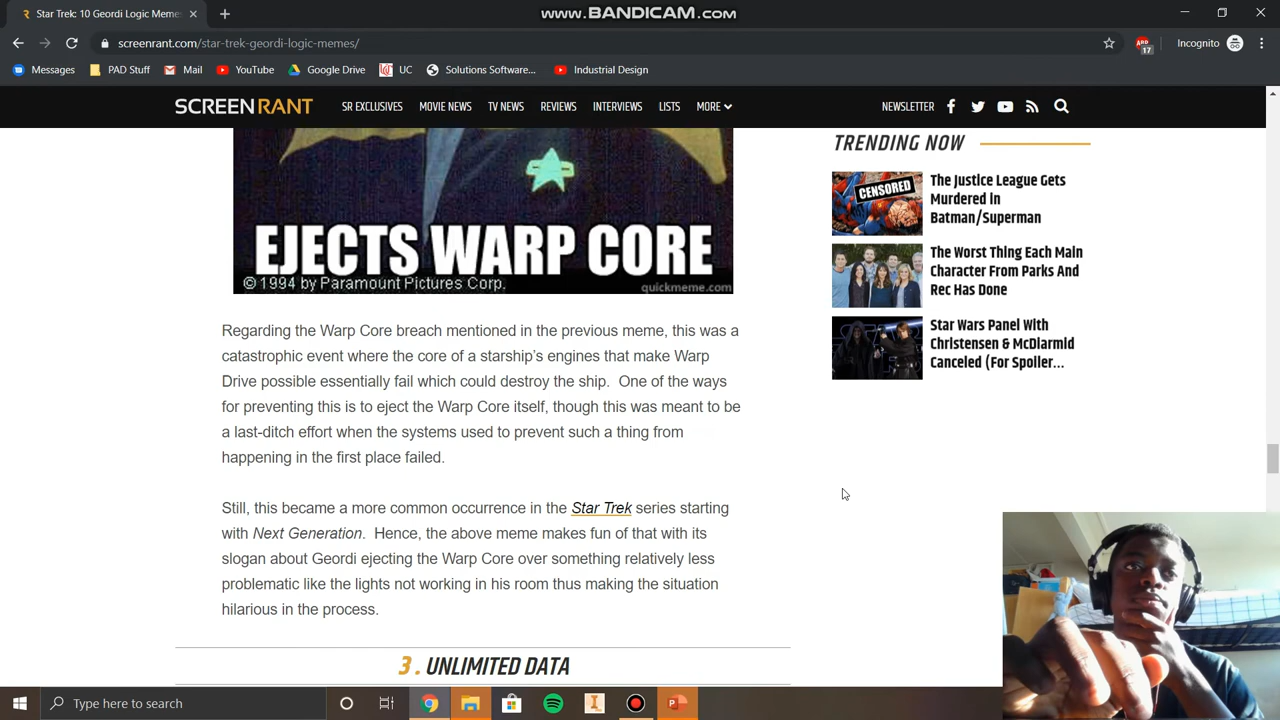 www.BANDICAM.com
Star Trek: 10 Geordi Logic Meme
screenrant.com/star-trek-geordi-logic-memes/
ABP
17
Incognito
Messages
PAD Stuff
Mail
YouTube
Google Drive
UC
Solutions Software...
Industrial Design
SCREENRANT
SR EXCLUSIVES
MOVIE NEWS
TV NEWS
REVIEWS
INTERVIEWS
LISTS
MORE
NEWSLETTER
EJECTS WARP CORE
© 1994 by Paramount Pictures Corp.
quickmeme.com
Regarding the Warp Core breach mentioned in the previous meme, this was a
catastrophic event where the core of a starship's engines that make Warp
Drive possible essentially fail which could destroy the ship. One of the ways
for preventing this is to eject the Warp Core itself, though this was meant to be
a last-ditch effort when the systems used to prevent such a thing from
happening in the first place failed.
Still, this became a more common occurrence in the Star Trek series starting
with Next Generation. Hence, the above meme makes fun of that with its
slogan about Geordi ejecting the Warp Core over something relatively less
problematic like the lights not working in his room thus making the situation
hilarious in the process.
3. UNLIMITED DATA
TRENDING NOW
CENSORED
The Justice League Gets
Murdered in
Batman/Superman
The Worst Thing Each Main
Character From Parks And
Rec Has Done
Star Wars Panel With
Christensen & McDiarmid
Canceled (For Spoiler...
Type here to search